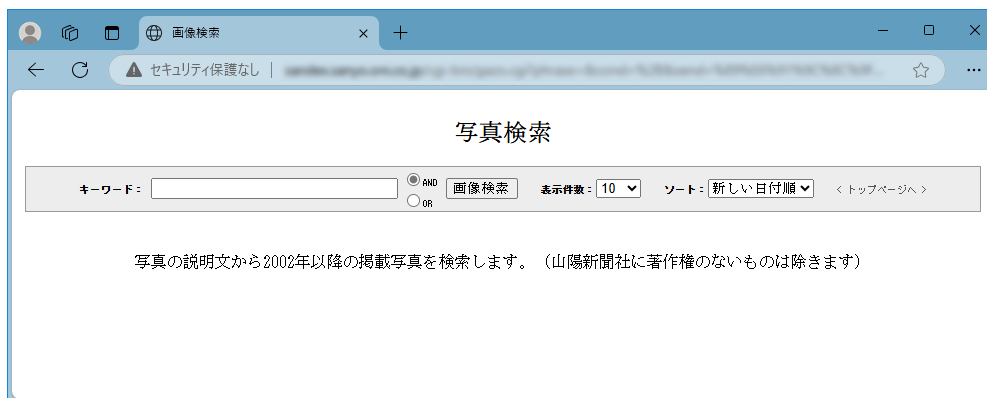 画像検索
セキュリティ保護なし
写真検索
キーワード： AND OR 画像検索 表示件数： 10 ソート： 新しい日付順 < トップページへ >
写真の説明文から2002年以降の掲載写真を検索します。（山陽新聞社に著作権のないものは除きます）